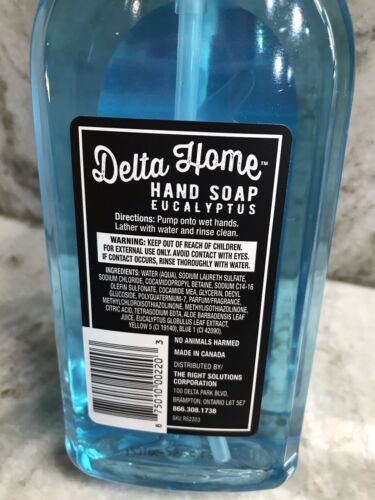 Delta Home™
HAND SOAP
EUCALYPTUS
Directions: Pump onto wet hands.
Lather with water and rinse clean.
WARNING: KEEP OUT OF REACH OF CHILDREN.
FOR EXTERNAL USE ONLY. AVOID CONTACT WITH EYES.
IF CONTACT OCCURS, RINSE THOROUGHLY WITH WATER.
INGREDIENTS: WATER (AQUA), SODIUM LAURETH SULFATE,
SODIUM CHLORIDE, COCAMIDOPROPYL BETAINE, SODIUM C14-16
OLEFIN SULFONATE, COCAMIDE MEA, GLYCERIN, DECYL
GLUCOSIDE, POLYQUATERNIUM-7, PARFUM/FRAGRANCE,
METHYLCHLOROISOTHIAZOLINONE, METHYLISOTHIAZOLINONE,
CITRIC ACID, TETRASODIUM EDTA, ALOE BARBADENSIS LEAF
JUICE, EUCALYPTUS GLOBULUS LEAF EXTRACT,
YELLOW 5 (CI 19140), BLUE 1 (CI 42090).
NO ANIMALS HARMED
MADE IN CANADA
DISTRIBUTED BY/
THE RIGHT SOLUTIONS
CORPORATION
100 DELTA PARK BLVD,
BRAMPTON, ONTARIO L6T 5E7
866.308.1738
SKU RS2203
8 75010 00220 3